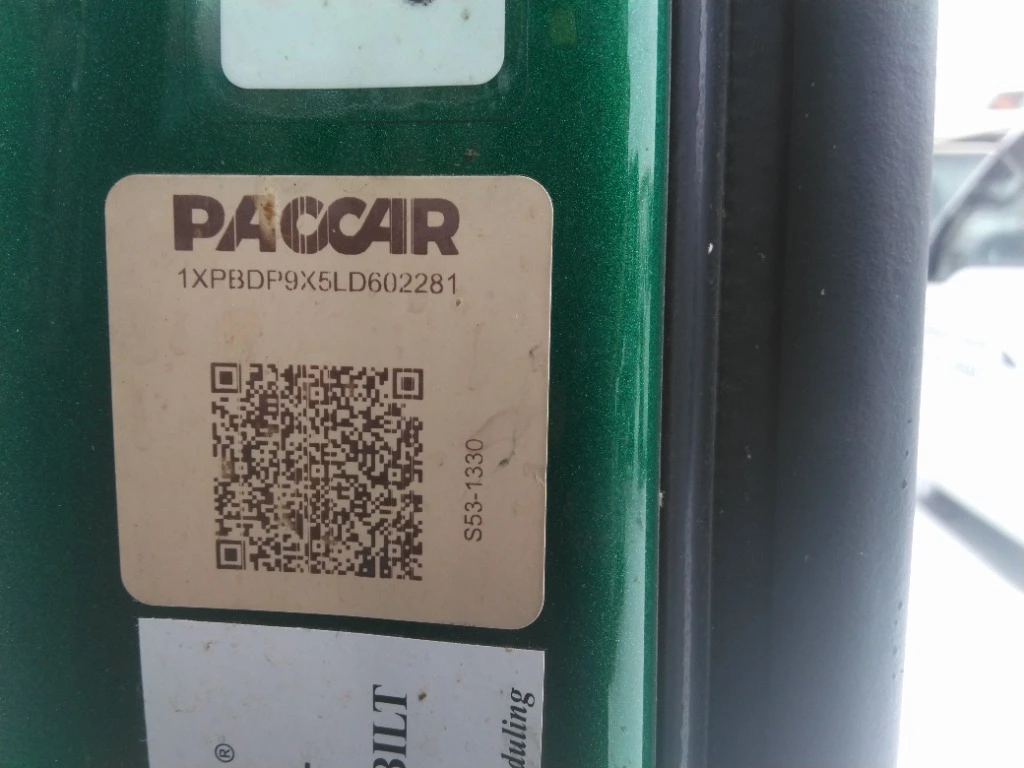 PACCAR
1XPBDP9X5LD602281
S53-1330
®
BILT
duling